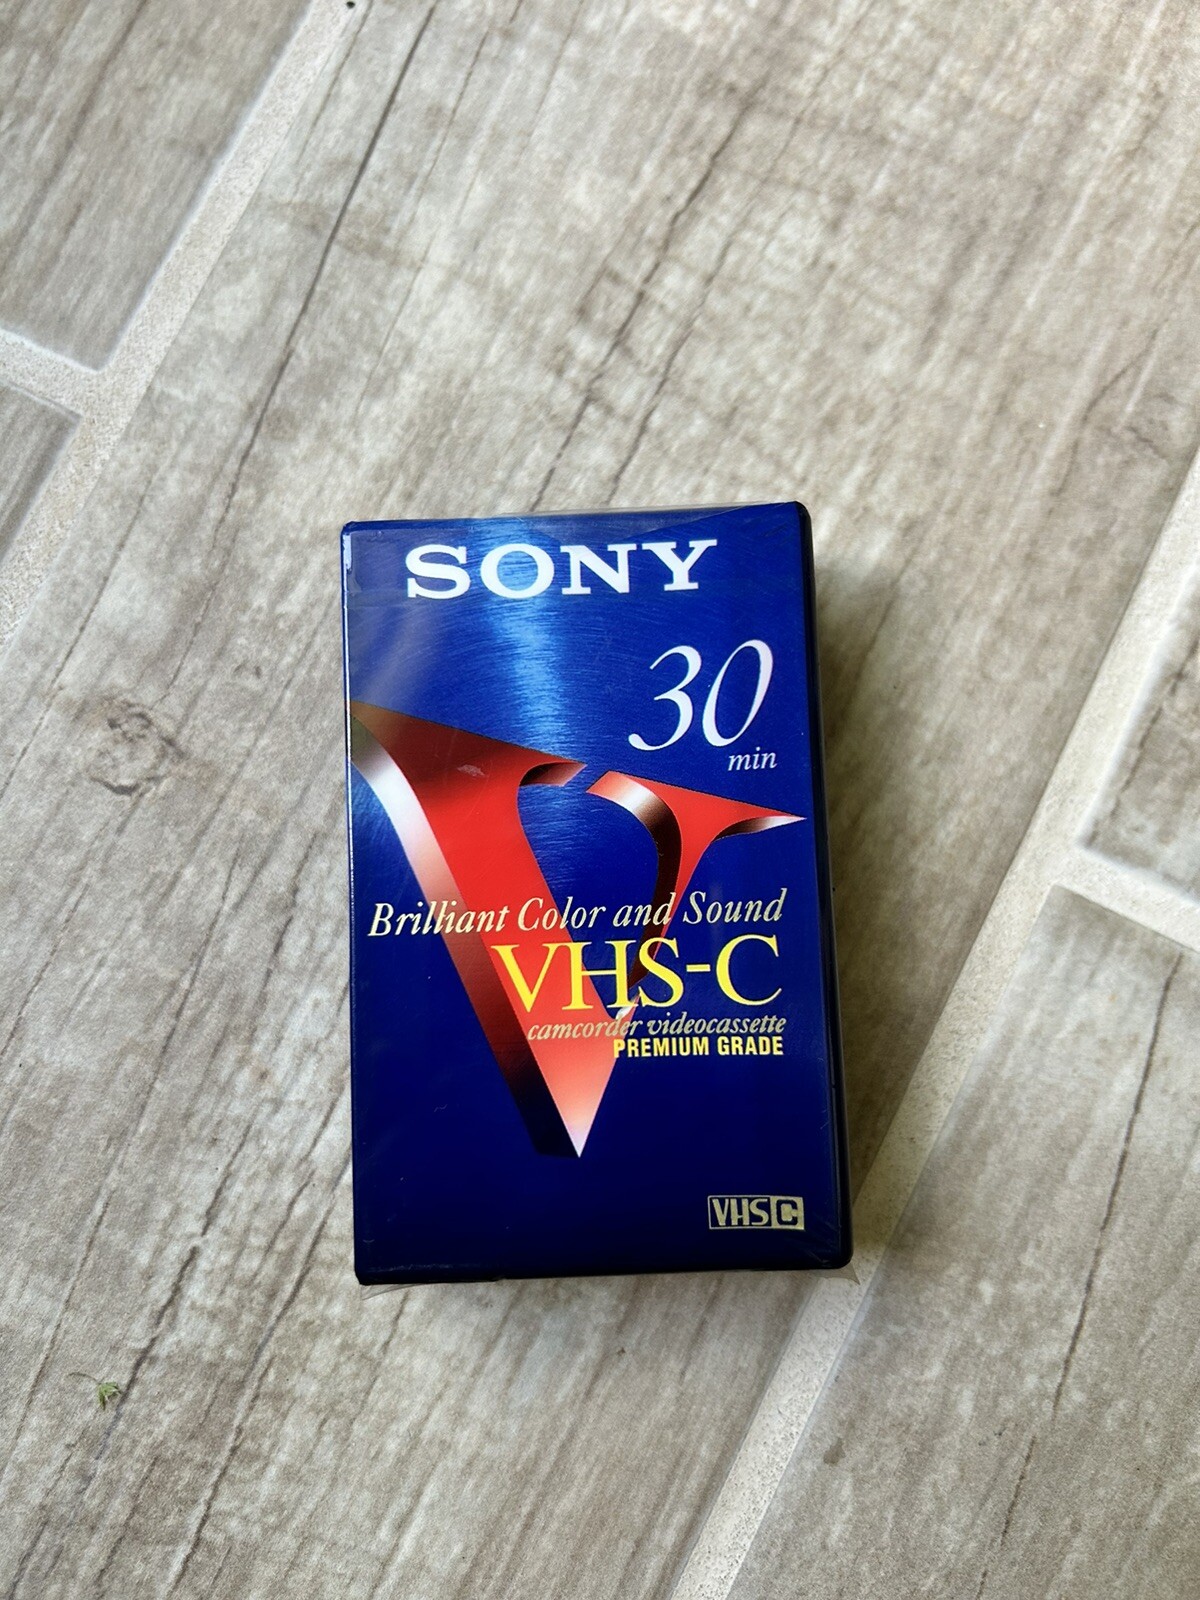 SONY
30
min
Brilliant Color and Sound
VHS-C
camcorder videocassette
PREMIUM GRADE
VHS C